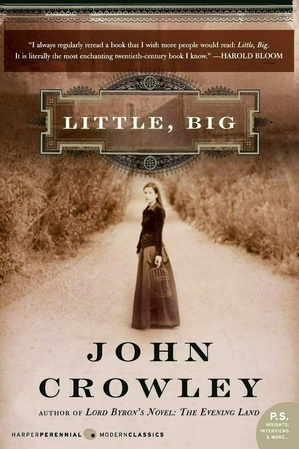 "I always regularly reread a book that I wish more people would read: Little, Big.
It is literally the most enchanting twentieth-century book I know." —HAROLD BLOOM
LITTLE, BIG
JOHN
CROWLEY
AUTHOR OF LORD BYRON'S NOVEL: THE EVENING LAND
HARPERPERENNIAL MODERNCLASSICS
P.S.
INSIGHTS,
INTERVIEWS
& MORE...